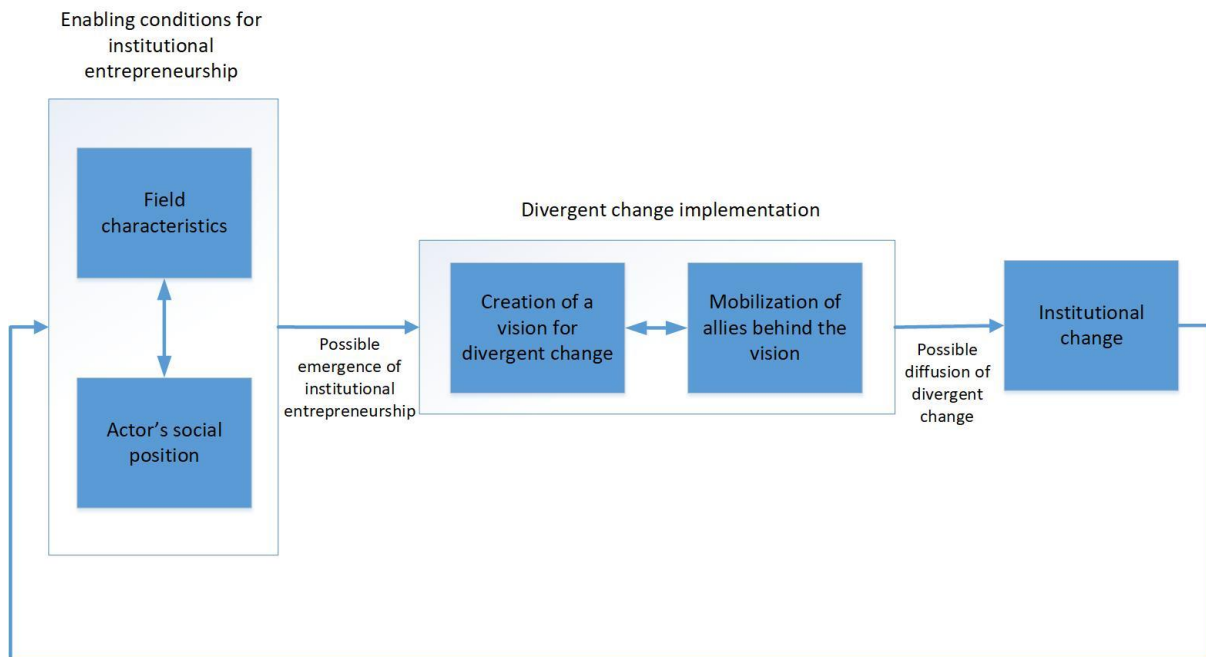 Enabling conditions for
institutional
entrepreneurship
Field
characteristics
Actor’s social
position
Possible
emergence of
institutional
entrepreneurship
Divergent change implementation
Creation of a
vision for
divergent change
Mobilization of
allies behind the
vision
Possible
diffusion of
divergent
change
Institutional
change